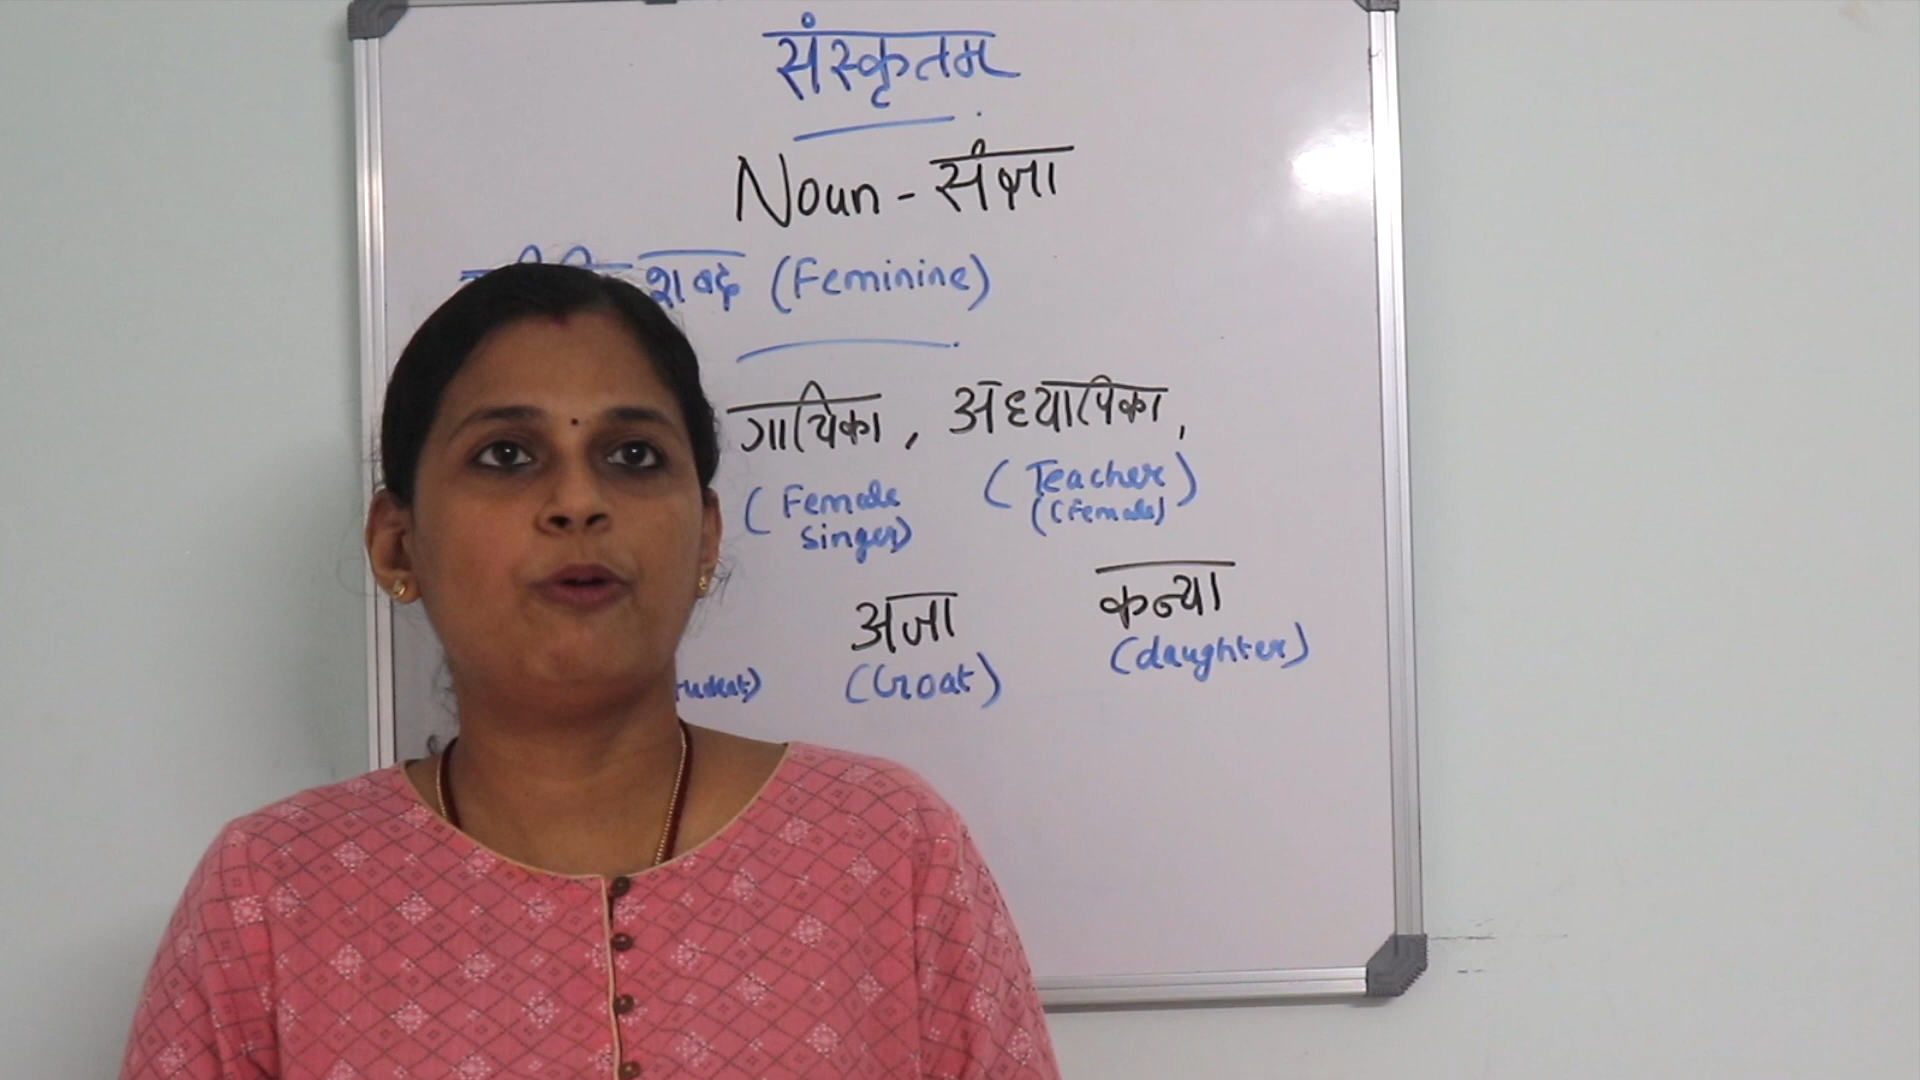 संस्कृतम
Noun - संज्ञा
शब्द (Feminine)
गायिका, अध्यापिका,
(Female (Teacher)
singer) (female)
अजा कन्या
(Goat) (daughter)